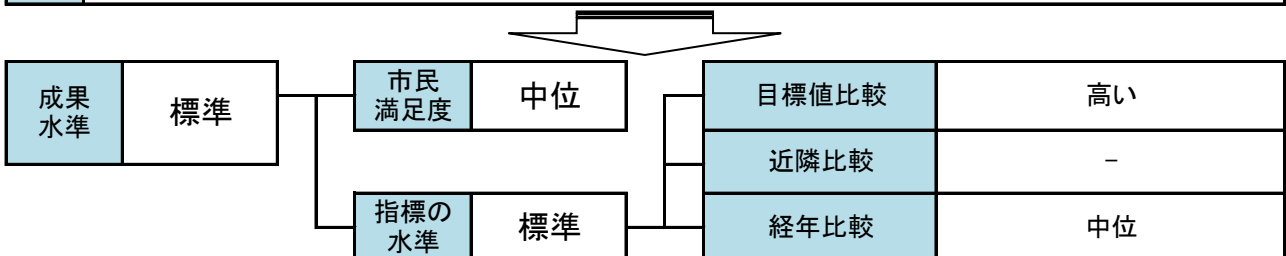 成果
水準
標準
市民
満足度
中位
指標の
水準
標準
目標値比較
高い
近隣比較
－
経年比較
中位